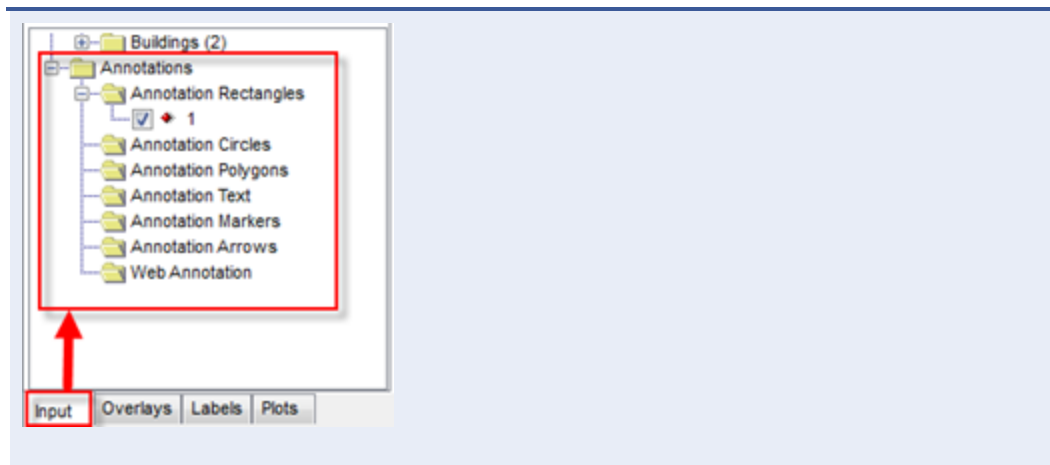 Buildings (2)
Annotations
Annotation Rectangles
1
Annotation Circles
Annotation Polygons
Annotation Text
Annotation Markers
Annotation Arrows
Web Annotation
Input Overlays Labels Plots